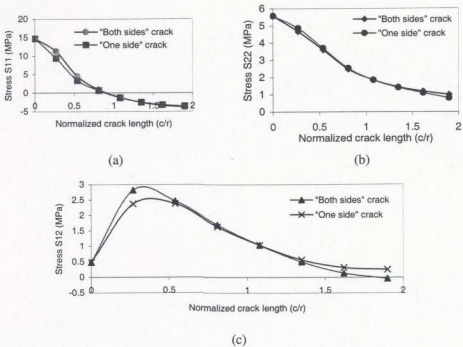 Stress S11 (MPa)
20
15
10
5
0
-5
0
0.5
1
1.5
2
"Both sides" crack
"One side" crack
Normalized crack length (c/r)
(a)
Stress S22 (MPa)
6
5
4
3
2
1
0
0
0.5
1
1.5
2
"Both sides" crack
"One side" crack
Normalized crack length (c/r)
(b)
Stress S12 (MPa)
3
2.5
2
1.5
1
0.5
0
-0.5
0
0.5
1
1.5
2
"Both sides" crack
"One side" crack
Normalized crack length (c/r)
(c)